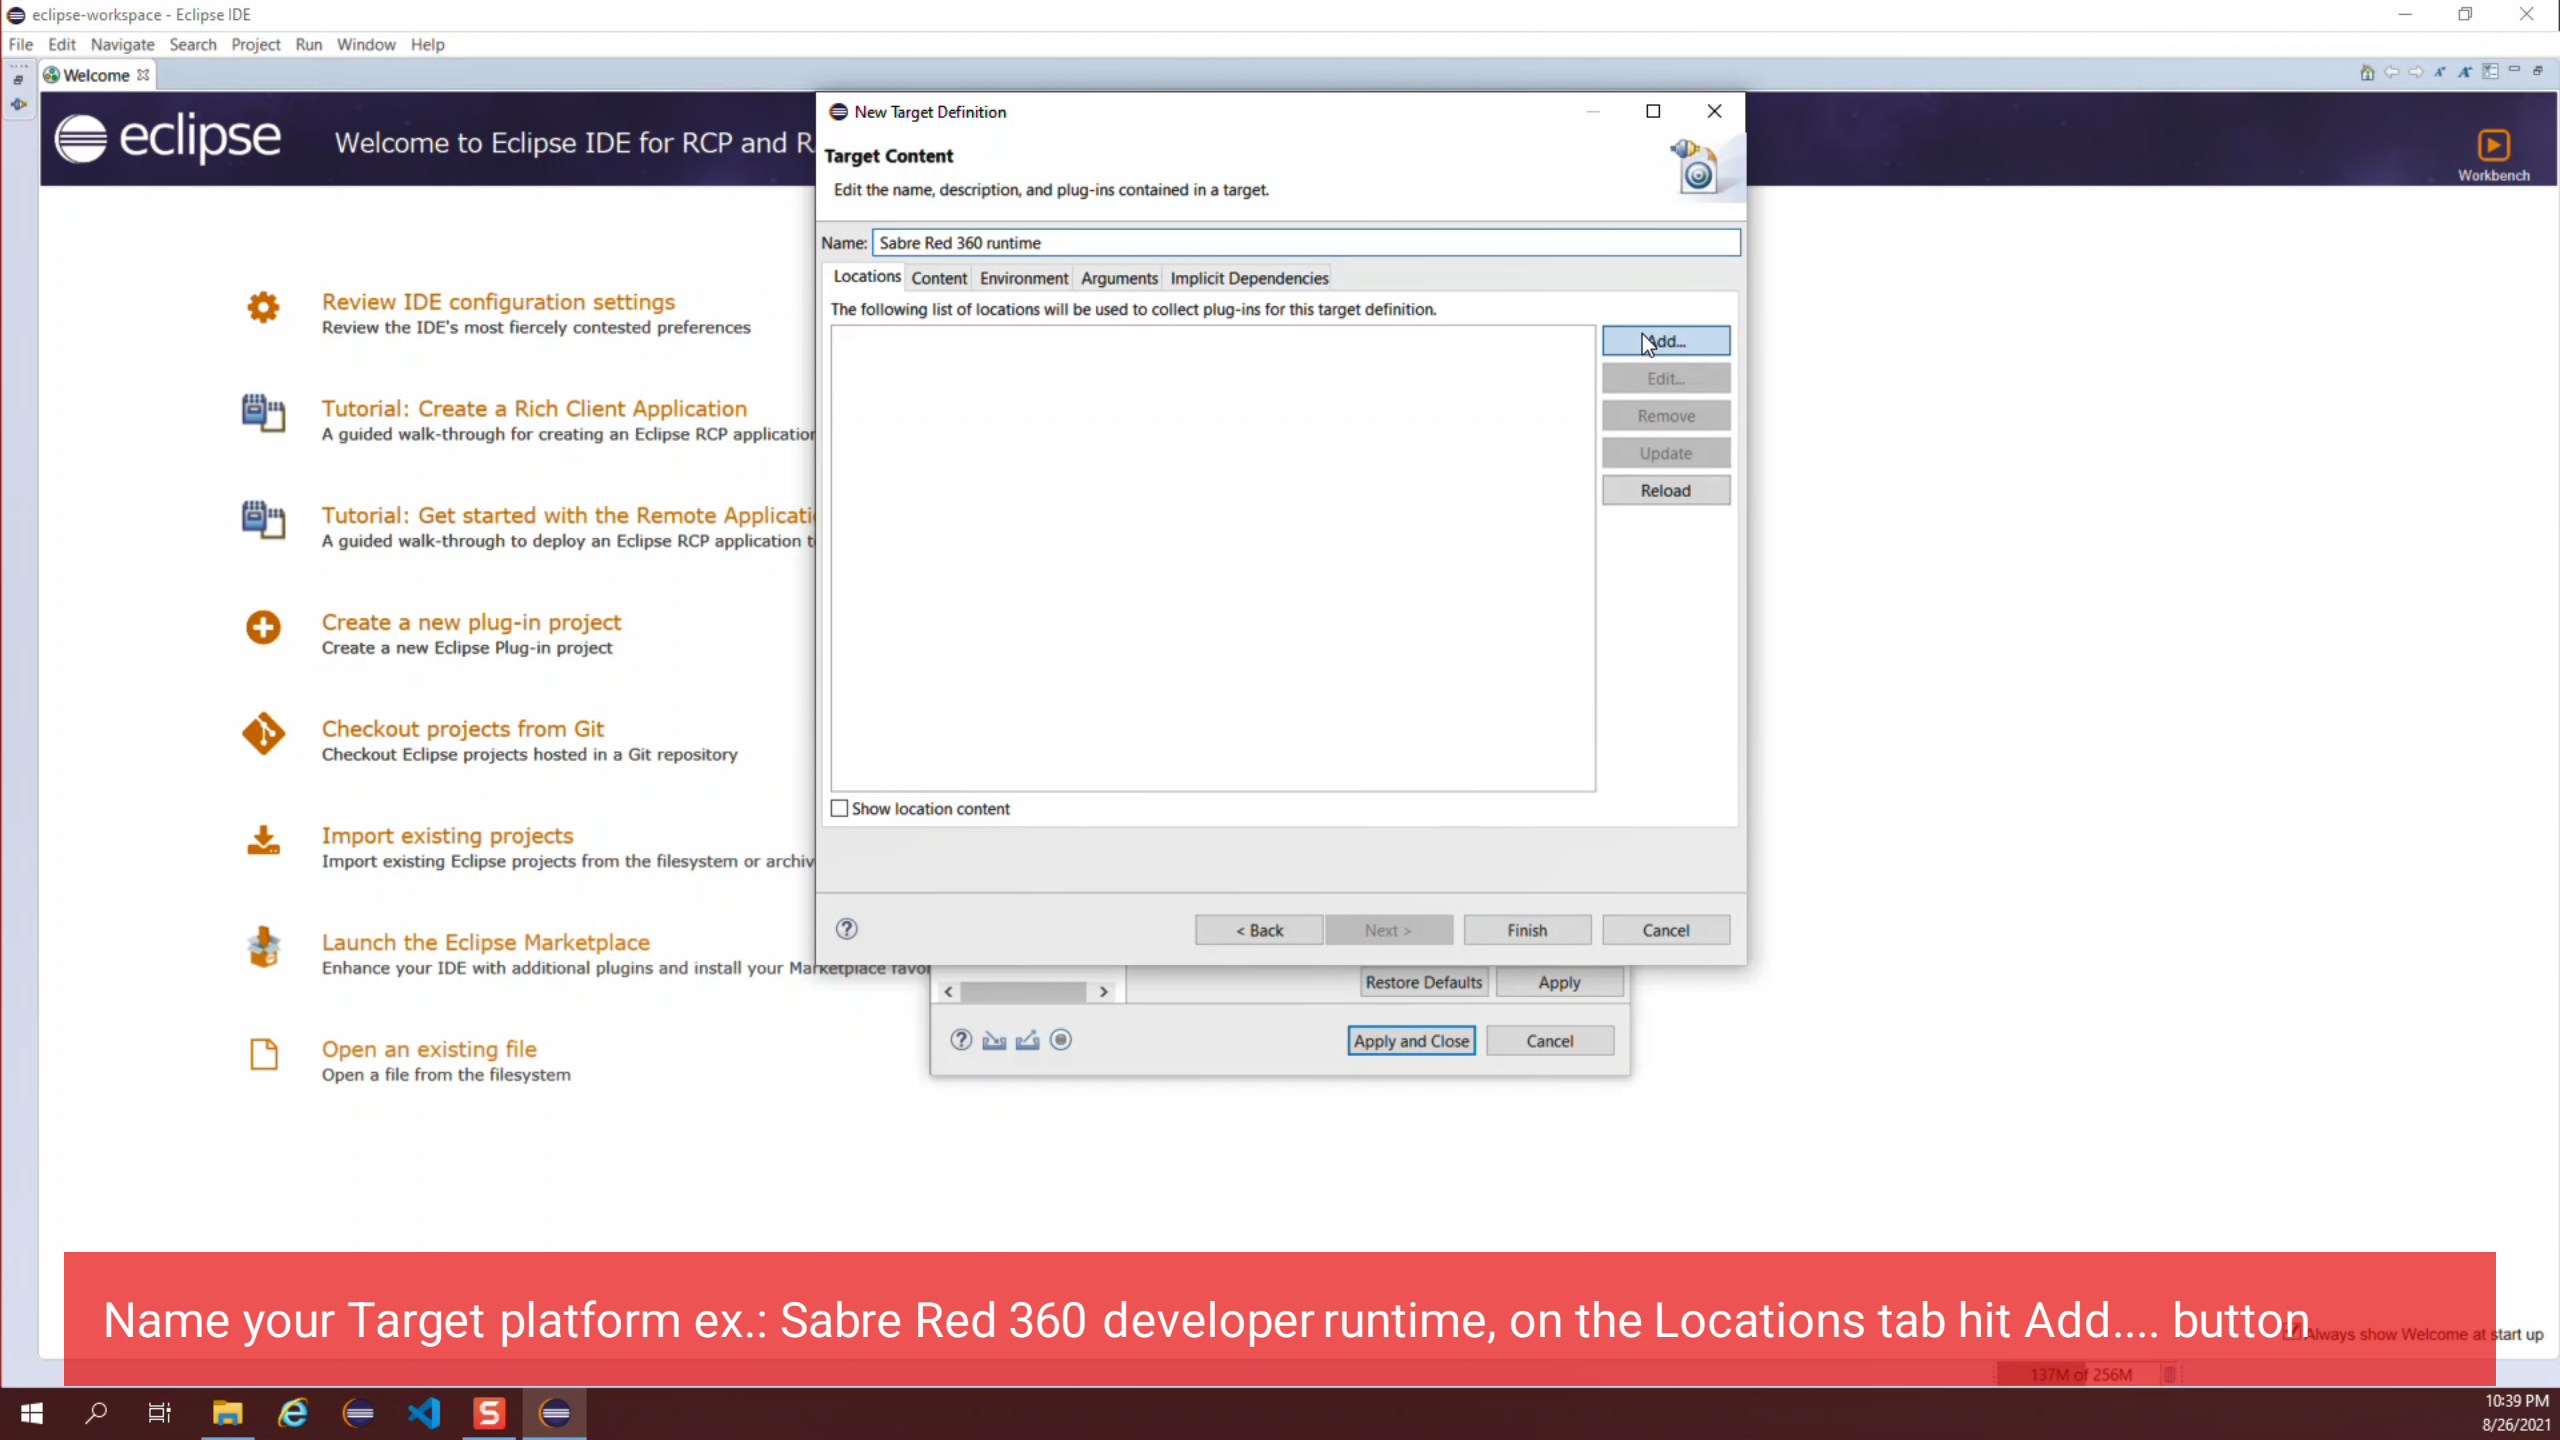 eclipse-workspace - Eclipse IDE
File Edit Navigate Search Project Run Window Help
Welcome
eclipse
Welcome to Eclipse IDE for RCP and R
Workbench
Review IDE configuration settings
Review the IDE's most fiercely contested preferences
Tutorial: Create a Rich Client Application
A guided walk-through for creating an Eclipse RCP application
Tutorial: Get started with the Remote Applicati
A guided walk-through to deploy an Eclipse RCP application t
Create a new plug-in project
Create a new Eclipse Plug-in project
Checkout projects from Git
Checkout Eclipse projects hosted in a Git repository
Import existing projects
Import existing Eclipse projects from the filesystem or archiv
Launch the Eclipse Marketplace
Enhance your IDE with additional plugins and install your Marketplace favor
Open an existing file
Open a file from the filesystem
New Target Definition
Target Content
Edit the name, description, and plug-ins contained in a target.
Name: Sabre Red 360 runtime
Locations Content Environment Arguments Implicit Dependencies
The following list of locations will be used to collect plug-ins for this target definition.
Add...
Edit...
Remove
Update
Reload
Show location content
< Back Next > Finish Cancel
Restore Defaults Apply
Apply and Close Cancel
Name your Target platform ex.: Sabre Red 360 developer runtime, on the Locations tab hit Add.... button
Always show Welcome at start up
137M of 256M
10:39 PM
8/26/2021